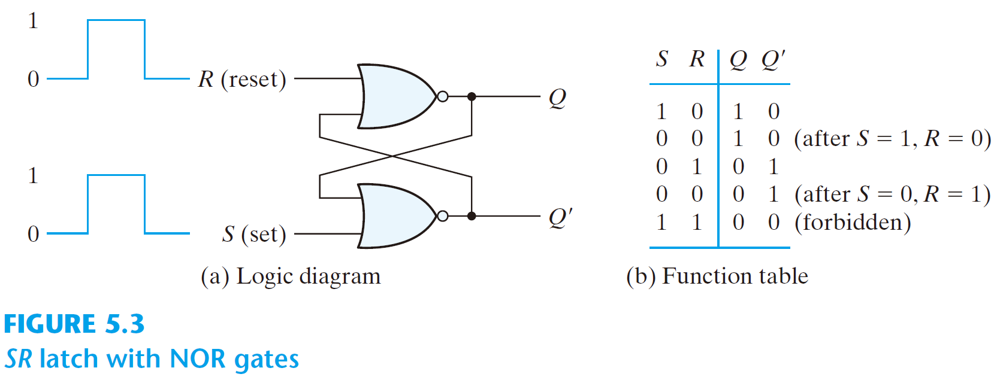 1
0
R (reset)
Q
1
0
S (set)
Q'
(a) Logic diagram
S R Q Q'
1 0 1 0
0 0 1 0 (after S = 1, R = 0)
0 1 0 1
0 0 0 1 (after S = 0, R = 1)
1 1 0 0 (forbidden)
(b) Function table
FIGURE 5.3
SR latch with NOR gates